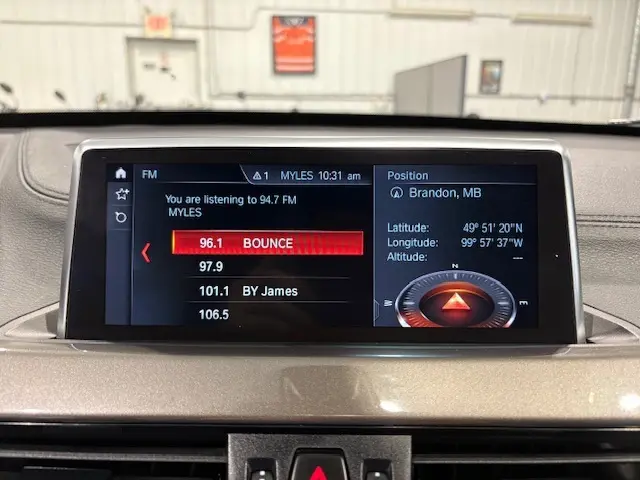 FM
1 MYLES 10:31 am
You are listening to 94.7 FM
MYLES
96.1 BOUNCE
97.9
101.1 BY James
106.5
Position
Brandon, MB
Latitude: 49° 51' 20"N
Longitude: 99° 57' 37"W
Altitude: ---
N
W E